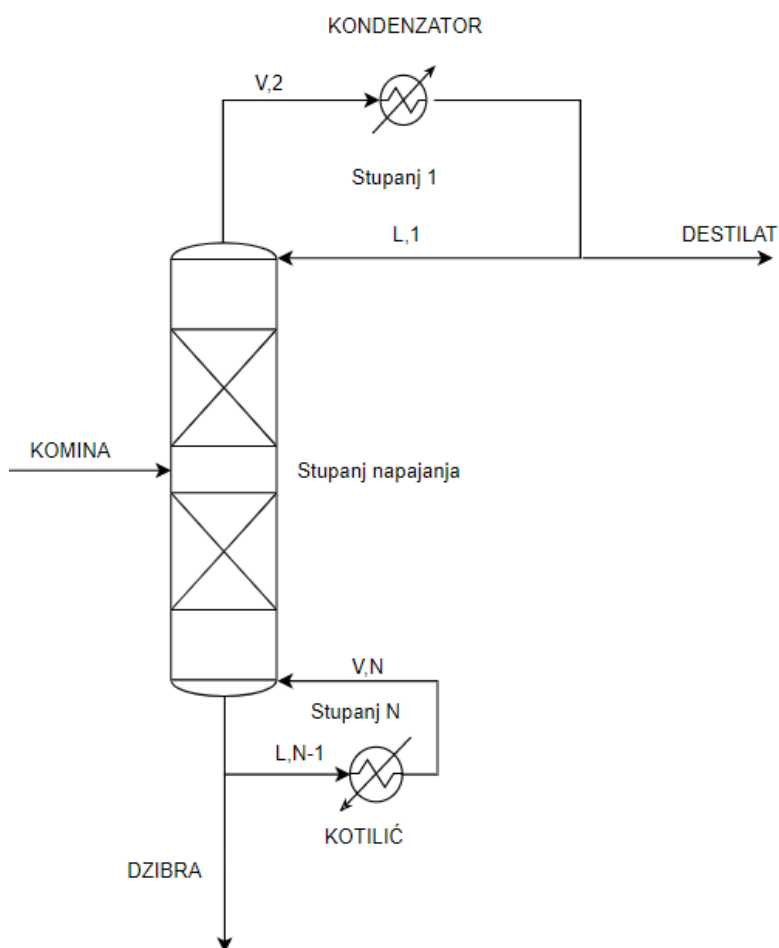 KONDENZATOR
V,2
Stupanj 1
L,1
DESTILAT
KOMINA
Stupanj napajanja
V,N
Stupanj N
L,N-1
KOTILIĆ
DZIBRA